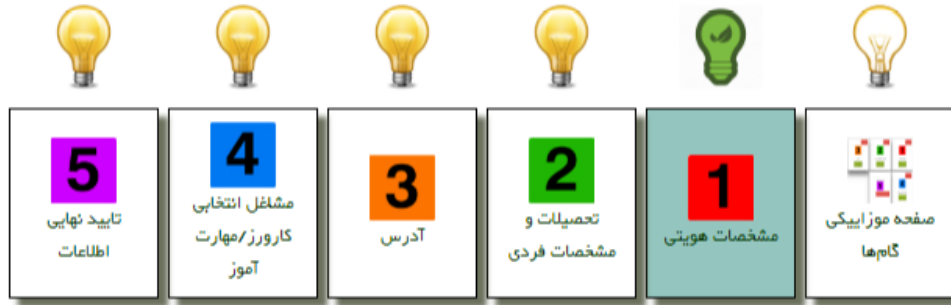 صفحه موزاییکی
گام‌ها
1
مشخصات هویتی
2
تحصیلات و
مشخصات فردی
3
آدرس
4
مشاغل انتخابی
کارورز/مهارت
آموز
5
تایید نهایی
اطلاعات